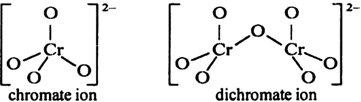 2– 2–
O O O
Cr O Cr Cr
O O O O O O O
chromate ion dichromate ion